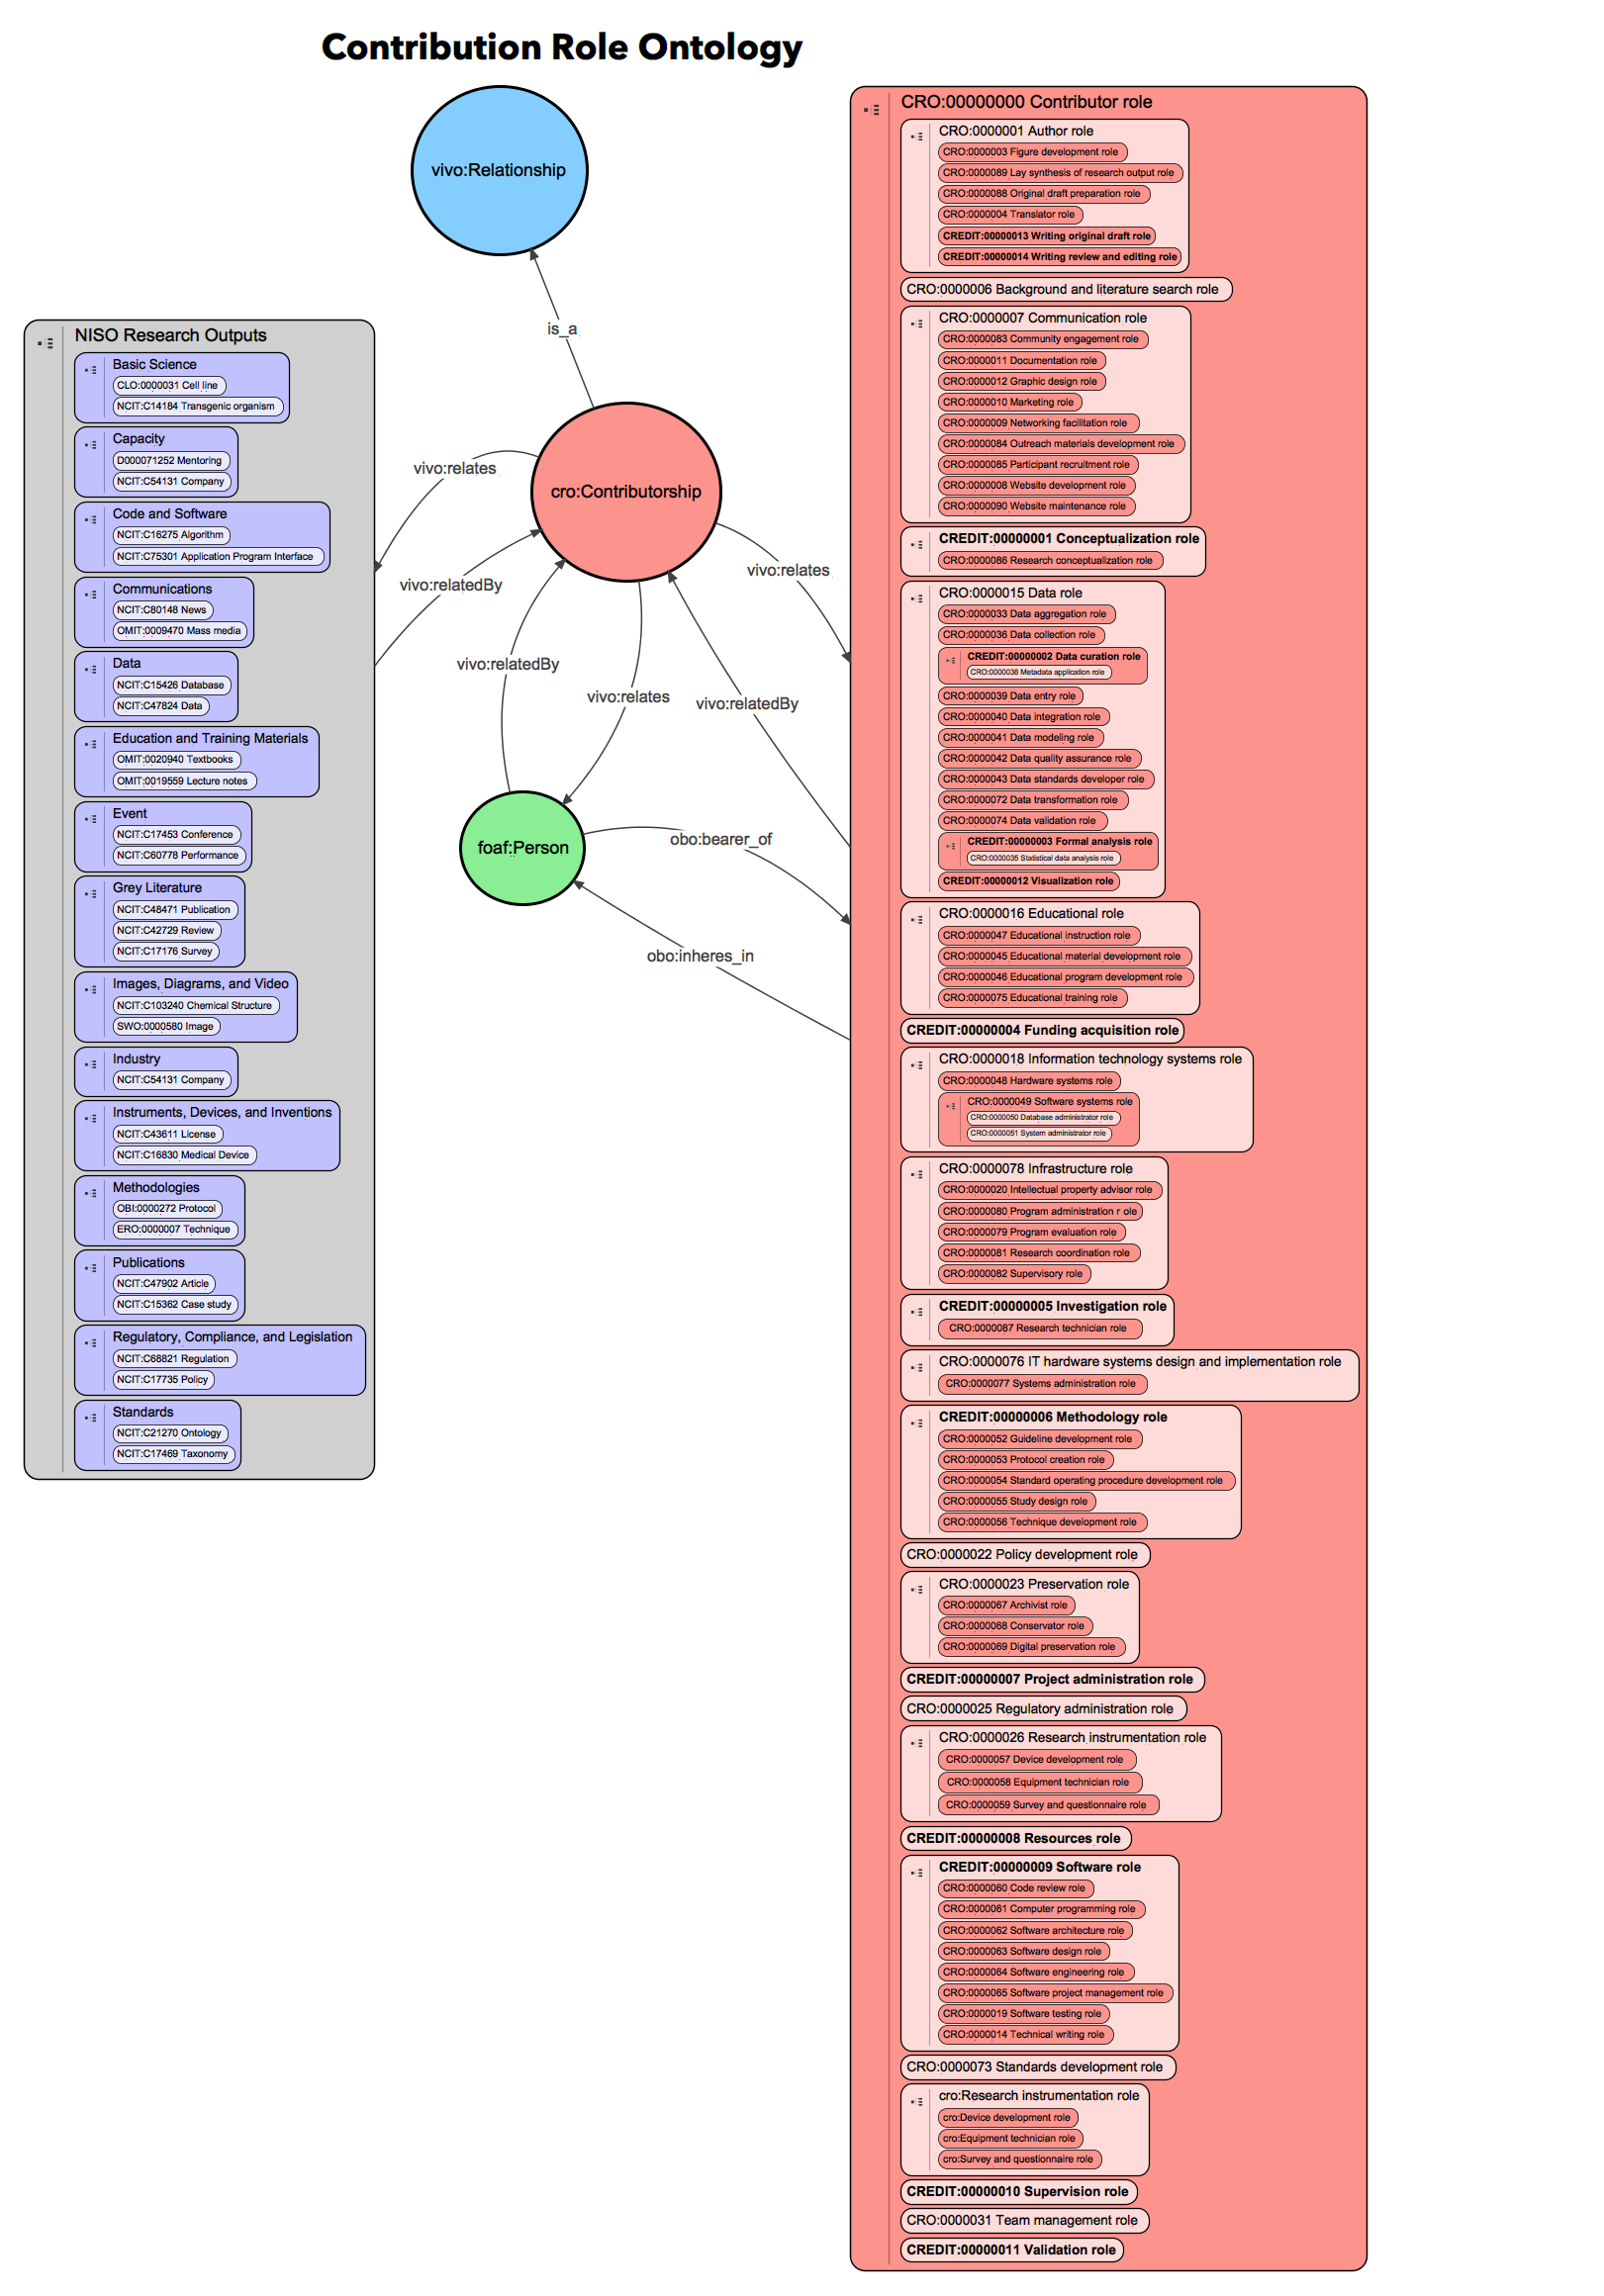 Contribution Role Ontology
vivo:Relationship
is_a
cro:Contributorship
vivo:relates
vivo:relatedBy
vivo:relatedBy
vivo:relates
vivo:relates
vivo:relatedBy
foaf:Person
obo:bearer_of
obo:inheres_in
NISO Research Outputs
Basic Science
CLO:0000031 Cell line
NCIT:C14184 Transgenic organism
Capacity
D000071252 Mentoring
NCIT:C54131 Company
Code and Software
NCIT:C16275 Algorithm
NCIT:C75301 Application Program Interface
Communications
NCIT:C80148 News
OMIT:0009470 Mass media
Data
NCIT:C15426 Database
NCIT:C47824 Data
Education and Training Materials
OMIT:0020940 Textbooks
OMIT:0019559 Lecture notes
Event
NCIT:C17453 Conference
NCIT:C60778 Performance
Grey Literature
NCIT:C48471 Publication
NCIT:C42729 Review
NCIT:C17176 Survey
Images, Diagrams, and Video
NCIT:C103240 Chemical Structure
SWO:0000580 Image
Industry
NCIT:C54131 Company
Instruments, Devices, and Inventions
NCIT:C43611 License
NCIT:C16830 Medical Device
Methodologies
OBI:0000272 Protocol
ERO:0000007 Technique
Publications
NCIT:C47902 Article
NCIT:C15362 Case study
Regulatory, Compliance, and Legislation
NCIT:C68821 Regulation
NCIT:C17735 Policy
Standards
NCIT:C21270 Ontology
NCIT:C17469 Taxonomy
CRO:00000000 Contributor role
CRO:0000001 Author role
CRO:0000003 Figure development role
CRO:0000089 Lay synthesis of research output role
CRO:0000088 Original draft preparation role
CRO:0000004 Translator role
CREDIT:00000013 Writing original draft role
CREDIT:00000014 Writing review and editing role
CRO:0000006 Background and literature search role
CRO:0000007 Communication role
CRO:0000083 Community engagement role
CRO:0000011 Documentation role
CRO:0000012 Graphic design role
CRO:0000010 Marketing role
CRO:0000009 Networking facilitation role
CRO:0000084 Outreach materials development role
CRO:0000085 Participant recruitment role
CRO:0000008 Website development role
CRO:0000090 Website maintenance role
CREDIT:00000001 Conceptualization role
CRO:0000086 Research conceptualization role
CRO:0000015 Data role
CRO:0000033 Data aggregation role
CRO:0000036 Data collection role
CREDIT:00000002 Data curation role
CRO:0000038 Metadata application role
CRO:0000039 Data entry role
CRO:0000040 Data integration role
CRO:0000041 Data modeling role
CRO:0000042 Data quality assurance role
CRO:0000043 Data standards developer role
CRO:0000072 Data transformation role
CRO:0000074 Data validation role
CREDIT:00000003 Formal analysis role
CRO:0000035 Statistical data analysis role
CREDIT:00000012 Visualization role
CRO:0000016 Educational role
CRO:0000047 Educational instruction role
CRO:0000045 Educational material development role
CRO:0000046 Educational program development role
CRO:0000075 Educational training role
CREDIT:00000004 Funding acquisition role
CRO:0000018 Information technology systems role
CRO:0000048 Hardware systems role
CRO:0000049 Software systems role
CRO:0000050 Database administrator role
CRO:0000051 System administrator role
CRO:0000078 Infrastructure role
CRO:0000020 Intellectual property advisor role
CRO:0000080 Program administration r ole
CRO:0000079 Program evaluation role
CRO:0000081 Research coordination role
CRO:0000082 Supervisory role
CREDIT:00000005 Investigation role
CRO:0000087 Research technician role
CRO:0000076 IT hardware systems design and implementation role
CRO:0000077 Systems administration role
CREDIT:00000006 Methodology role
CRO:0000052 Guideline development role
CRO:0000053 Protocol creation role
CRO:0000054 Standard operating procedure development role
CRO:0000055 Study design role
CRO:0000056 Technique development role
CRO:0000022 Policy development role
CRO:0000023 Preservation role
CRO:0000067 Archivist role
CRO:0000068 Conservator role
CRO:0000069 Digital preservation role
CREDIT:00000007 Project administration role
CRO:0000025 Regulatory administration role
CRO:0000026 Research instrumentation role
CRO:0000057 Device development role
CRO:0000058 Equipment technician role
CRO:0000059 Survey and questionnaire role
CREDIT:00000008 Resources role
CREDIT:00000009 Software role
CRO:0000060 Code review role
CRO:0000061 Computer programming role
CRO:0000062 Software architecture role
CRO:0000063 Software design role
CRO:0000064 Software engineering role
CRO:0000065 Software project management role
CRO:0000019 Software testing role
CRO:0000014 Technical writing role
CRO:0000073 Standards development role
cro:Research instrumentation role
cro:Device development role
cro:Equipment technician role
cro:Survey and questionnaire role
CREDIT:00000010 Supervision role
CRO:0000031 Team management role
CREDIT:00000011 Validation role